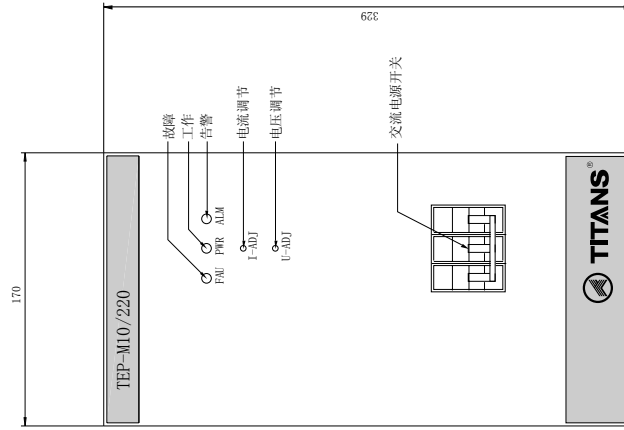 329
170
TEP-M10/220
故障
工作
告警
电流调节
电压调节
交流电源开关
FAU PWR ALM
I-ADJ
U-ADJ
TITANS®